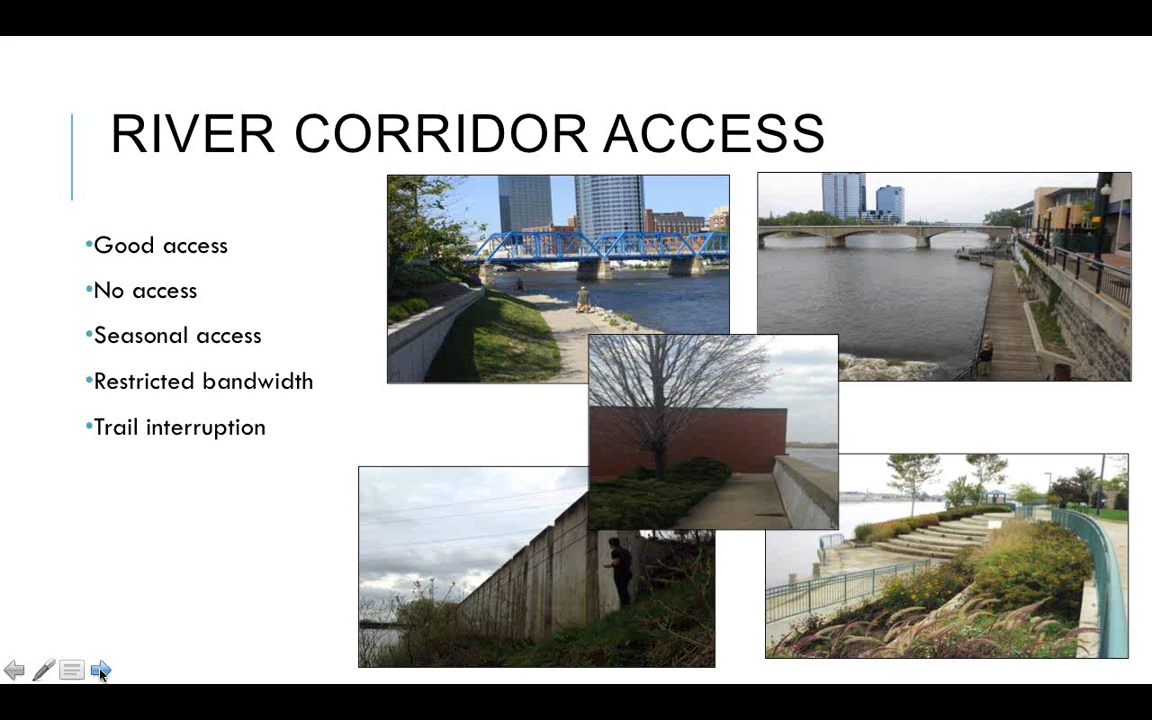 RIVER CORRIDOR ACCESS
•Good access
•No access
•Seasonal access
•Restricted bandwidth
•Trail interruption